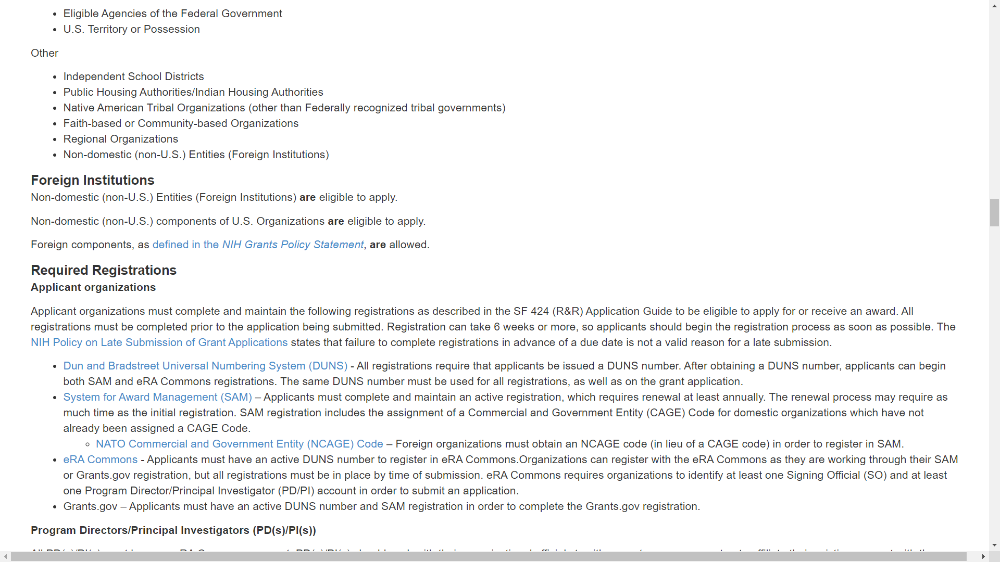 Eligible Agencies of the Federal Government
U.S. Territory or Possession
Other
Independent School Districts
Public Housing Authorities/Indian Housing Authorities
Native American Tribal Organizations (other than Federally recognized tribal governments)
Faith-based or Community-based Organizations
Regional Organizations
Non-domestic (non-U.S.) Entities (Foreign Institutions)
Foreign Institutions
Non-domestic (non-U.S.) Entities (Foreign Institutions) are eligible to apply.
Non-domestic (non-U.S.) components of U.S. Organizations are eligible to apply.
Foreign components, as defined in the NIH Grants Policy Statement, are allowed.
Required Registrations
Applicant organizations
Applicant organizations must complete and maintain the following registrations as described in the SF 424 (R&R) Application Guide to be eligible to apply for or receive an award. All
registrations must be completed prior to the application being submitted. Registration can take 6 weeks or more, so applicants should begin the registration process as soon as possible. The
NIH Policy on Late Submission of Grant Applications states that failure to complete registrations in advance of a due date is not a valid reason for a late submission.
Dun and Bradstreet Universal Numbering System (DUNS) - All registrations require that applicants be issued a DUNS number. After obtaining a DUNS number, applicants can begin
both SAM and eRA Commons registrations. The same DUNS number must be used for all registrations, as well as on the grant application.
System for Award Management (SAM) – Applicants must complete and maintain an active registration, which requires renewal at least annually. The renewal process may require as
much time as the initial registration. SAM registration includes the assignment of a Commercial and Government Entity (CAGE) Code for domestic organizations which have not
already been assigned a CAGE Code.
NATO Commercial and Government Entity (NCAGE) Code – Foreign organizations must obtain an NCAGE code (in lieu of a CAGE code) in order to register in SAM.
eRA Commons - Applicants must have an active DUNS number to register in eRA Commons.Organizations can register with the eRA Commons as they are working through their SAM
or Grants.gov registration, but all registrations must be in place by time of submission. eRA Commons requires organizations to identify at least one Signing Official (SO) and at least
one Program Director/Principal Investigator (PD/PI) account in order to submit an application.
Grants.gov – Applicants must have an active DUNS number and SAM registration in order to complete the Grants.gov registration.
Program Directors/Principal Investigators (PD(s)/PI(s))